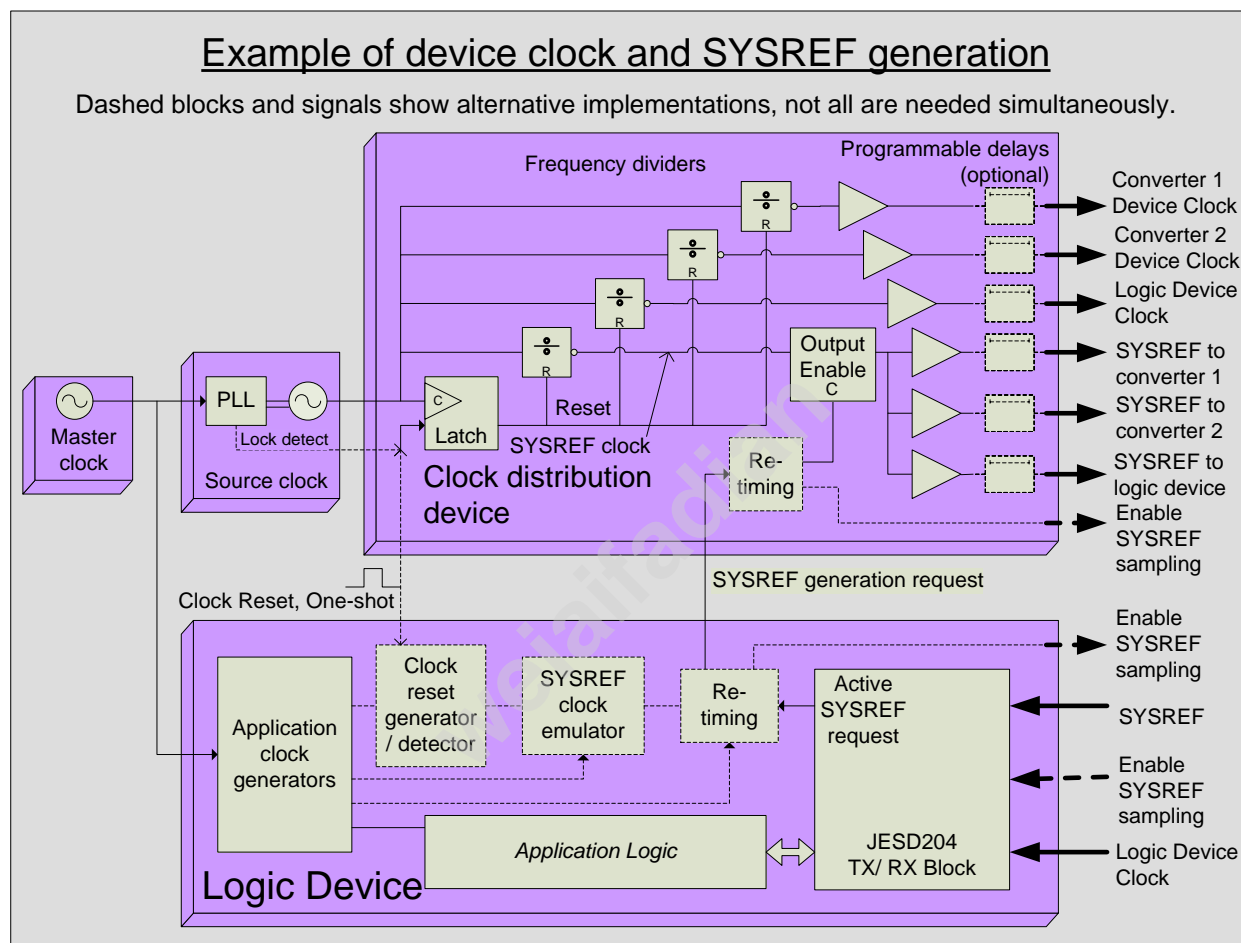 Example of device clock and SYSREF generation
Dashed blocks and signals show alternative implementations, not all are needed simultaneously.
Frequency dividers
Programmable delays
(optional)
Converter 1
Device Clock
Converter 2
Device Clock
Logic Device
Clock
SYSREF to
converter 1
SYSREF to
converter 2
SYSREF to
logic device
Enable
SYSREF
sampling
R
R
R
R
Output
Enable
C
Master
clock
PLL
Lock detect
Source clock
C
Latch
Reset
SYSREF clock
Re-
timing
Clock distribution
device
SYSREF generation request
Clock Reset, One-shot
Application
clock
generators
Clock
reset
generator
/ detector
SYSREF
clock
emulator
Re-
timing
Active
SYSREF
request
JESD204
TX/ RX Block
Application Logic
Logic Device
Enable
SYSREF
sampling
SYSREF
Enable
SYSREF
sampling
Logic Device
Clock
weiaifadian